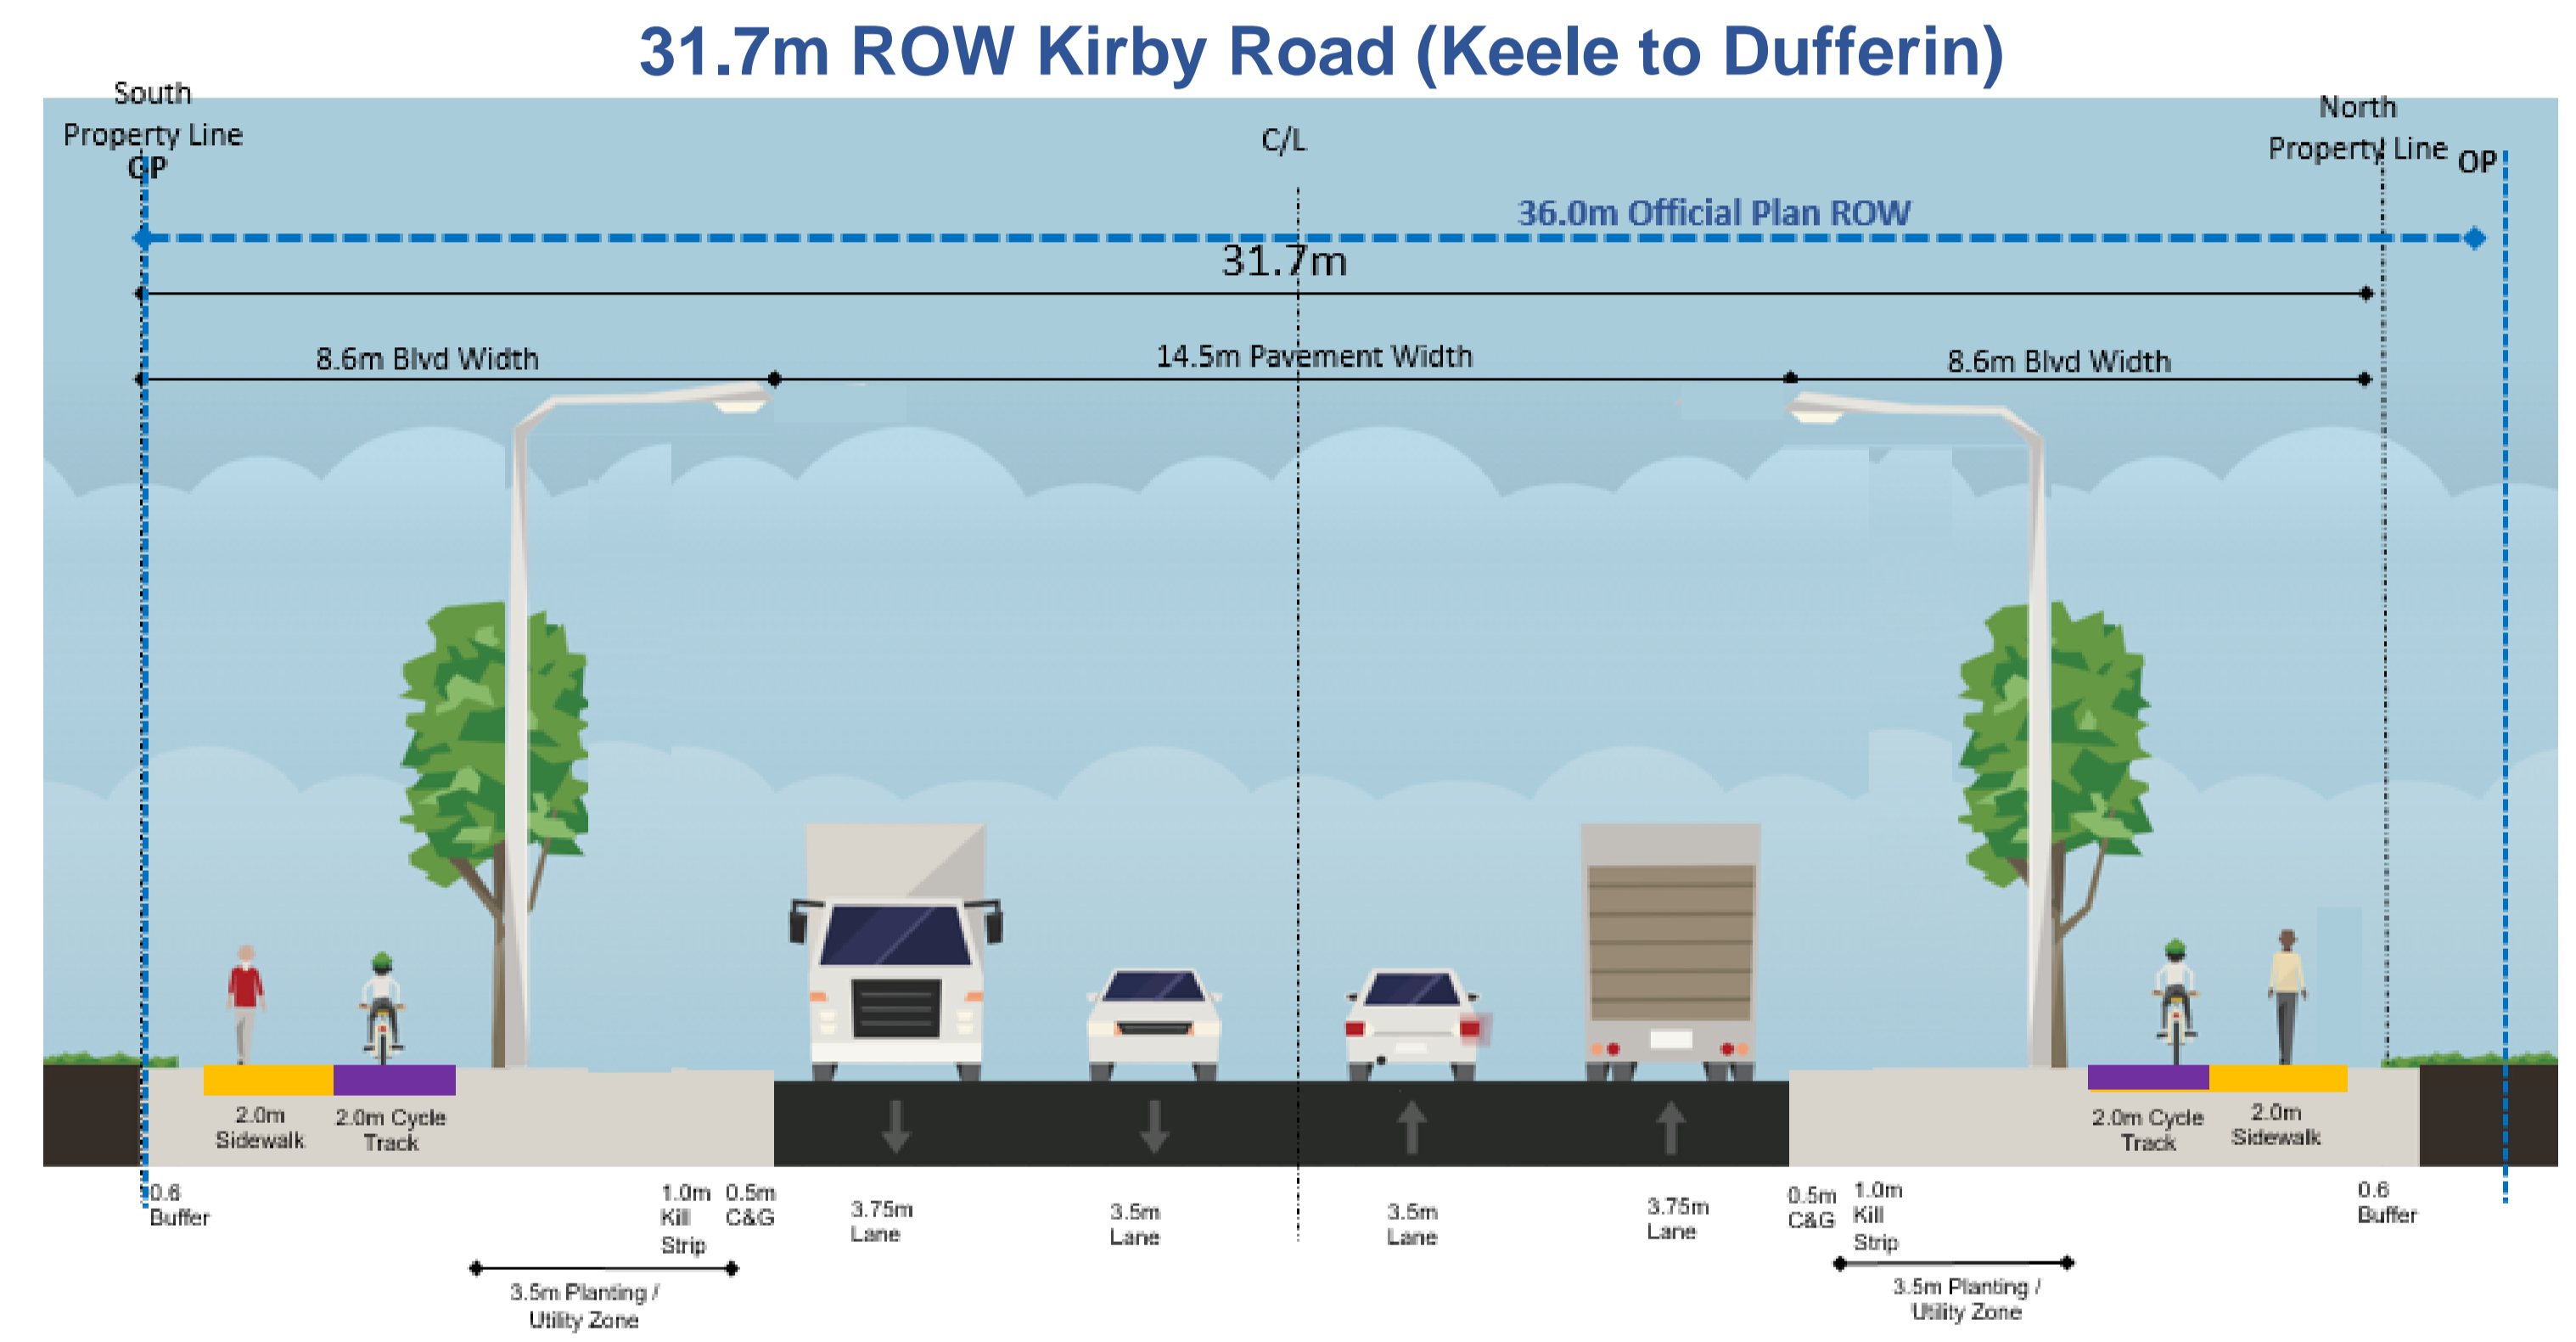 31.7m ROW Kirby Road (Keele to Dufferin)
South
Property Line
OP
C/L
North
Property Line
OP
36.0m Official Plan ROW
31.7m
8.6m Blvd Width
14.5m Pavement Width
8.6m Blvd Width
2.0m
Sidewalk
2.0m Cycle
Track
2.0m Cycle
Track
2.0m
Sidewalk
0.6
Buffer
1.0m
Kill
Strip
0.5m
C&G
3.75m
Lane
3.5m
Lane
3.5m
Lane
3.75m
Lane
0.5m
C&G
1.0m
Kill
Strip
0.6
Buffer
3.5m Planting /
Utility Zone
3.5m Planting /
Utility Zone